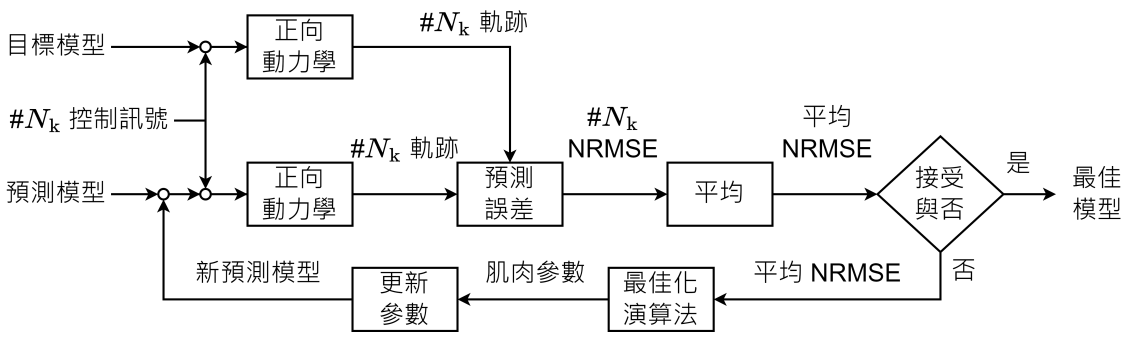 #Nk 軌跡
目標模型
正向
動力學
#Nk 控制訊號
#Nk 軌跡
#Nk
NRMSE
平均
NRMSE
預測模型
正向
動力學
預測
誤差
平均
接受
與否
是
最佳
模型
新預測模型
更新
參數
肌肉參數
最佳化
演算法
平均 NRMSE
否